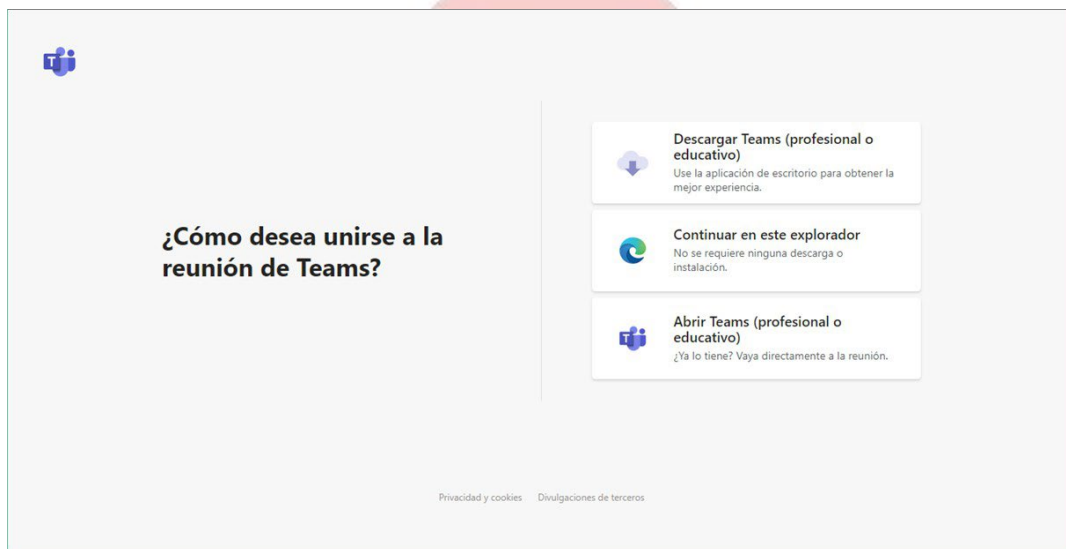 ¿Cómo desea unirse a la
reunión de Teams?
Descargar Teams (profesional o
educativo)
Use la aplicación de escritorio para obtener la
mejor experiencia.
Continuar en este explorador
No se requiere ninguna descarga o
instalación.
Abrir Teams (profesional o
educativo)
¿Ya lo tiene? Vaya directamente a la reunión.
Privacidad y cookies Divulgaciones de terceros